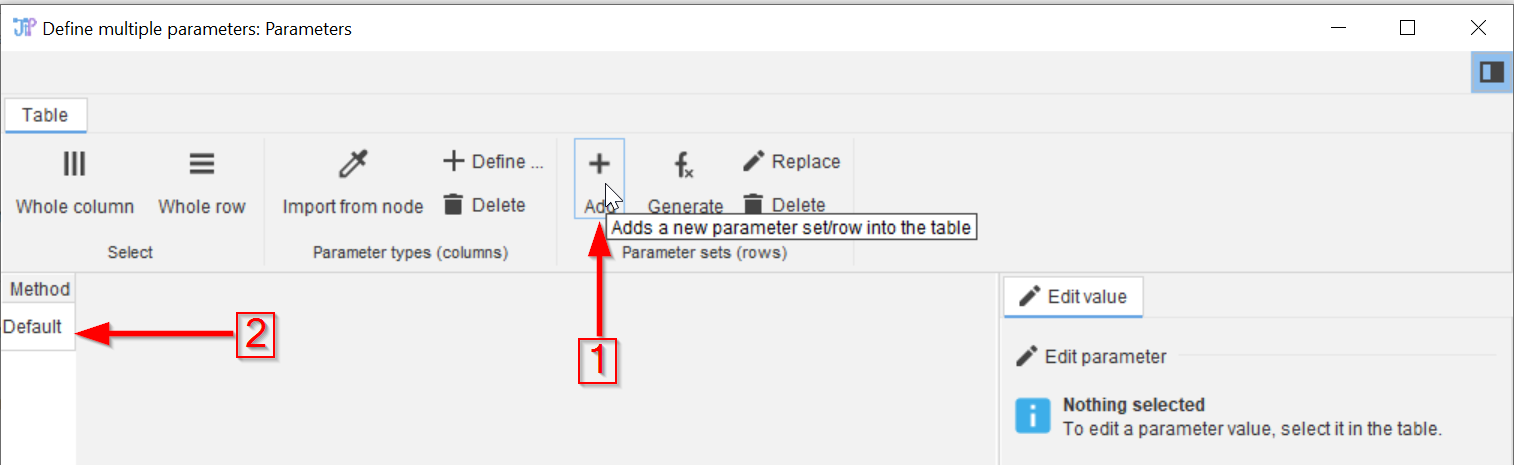 JIP Define multiple parameters: Parameters
Table
Whole column
Whole row
Select
Import from node
Define ...
Delete
Parameter types (columns)
Add
Generate
Replace
Delete
Adds a new parameter set/row into the table
Parameter sets (rows)
Method
Default
2
1
Edit value
Edit parameter
Nothing selected
To edit a parameter value, select it in the table.